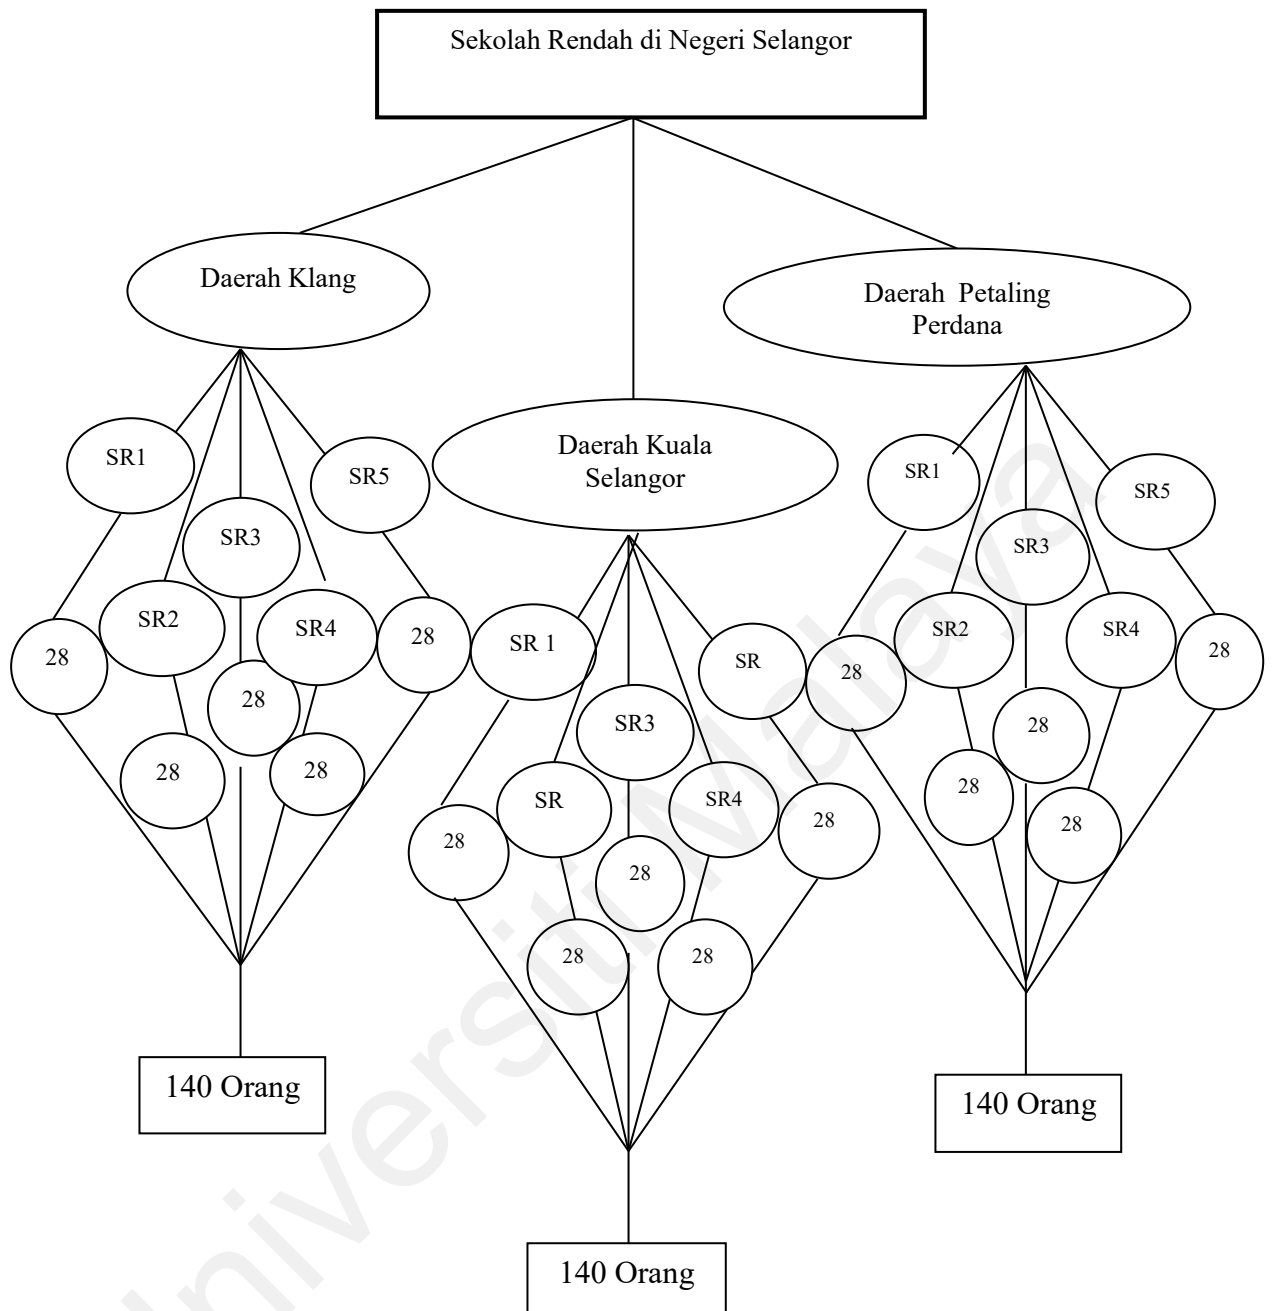 Sekolah Rendah di Negeri Selangor
Daerah Klang
Daerah Petaling
Perdana
Daerah Kuala
Selangor
SR1
SR5
SR3
SR2
SR4
28
28
28
28
28
140 Orang
SR 1
SR
SR3
SR
SR4
28
28
28
28
28
140 Orang
SR1
SR5
SR3
SR2
SR4
28
28
28
28
28
140 Orang
Universiti Malaya